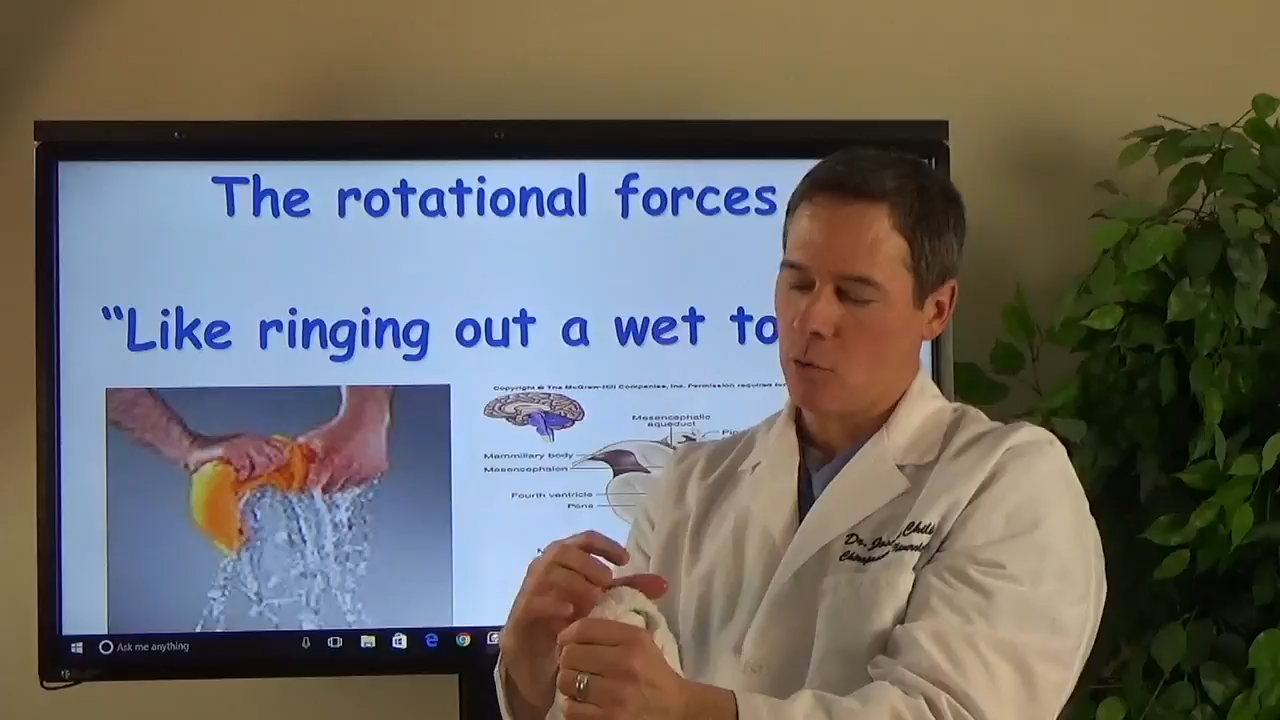 The rotational forces
“Like ringing out a wet to
Copyright © The McGraw-Hill Companies, Inc. Permission required for
Mesencephalic
aqueduct
Mammillary body
Mesencephalon
Fourth ventricle
Pons
Dr.
Ask me anything